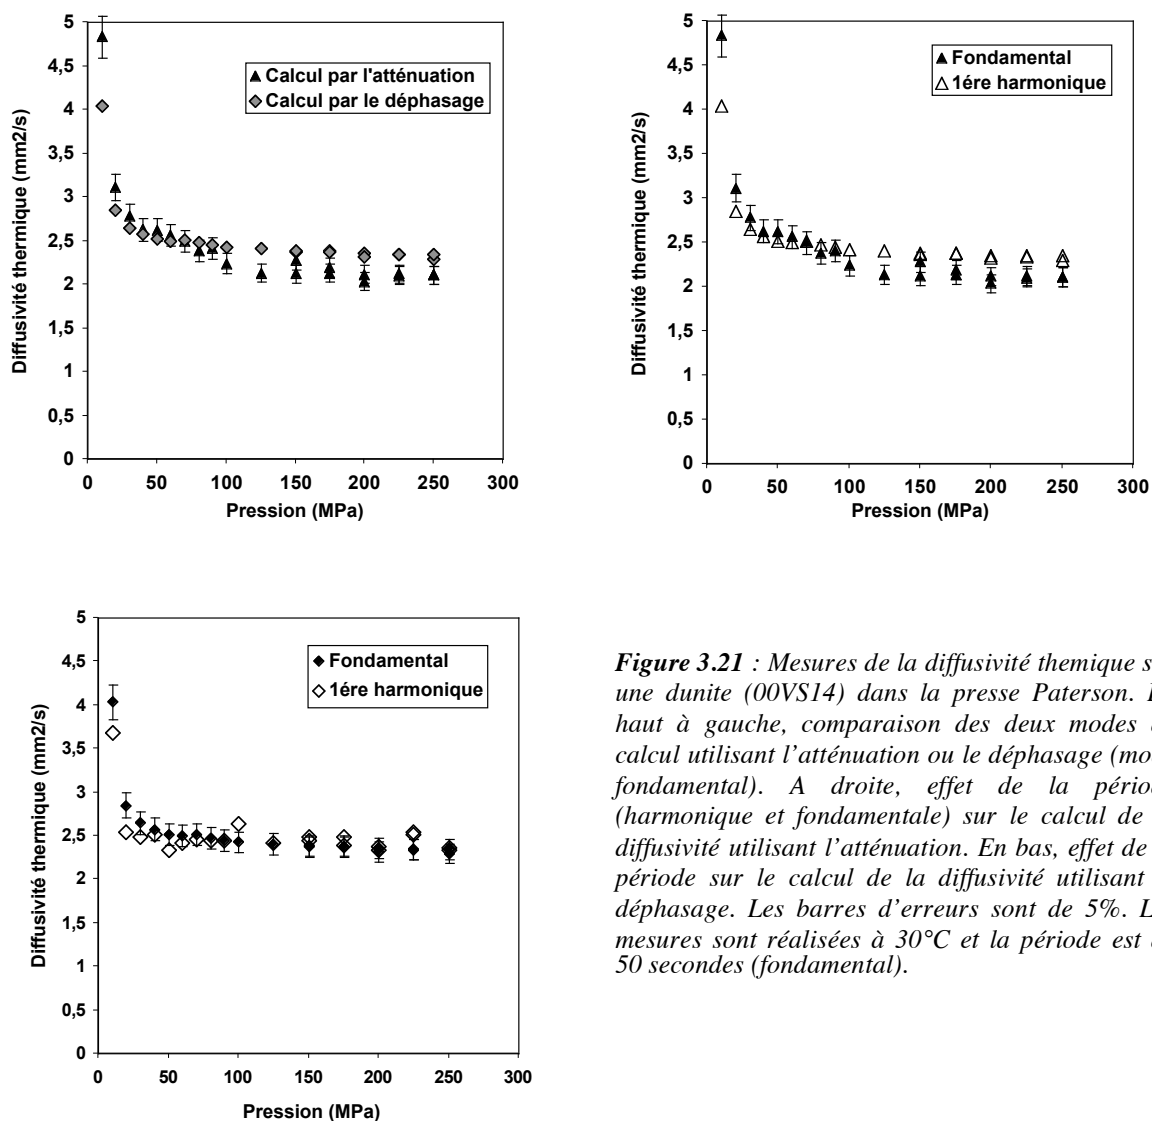 5
4,5
4
3,5
3
2,5
2
1,5
1
0,5
0
Diffusivité thermique (mm2/s)
Calcul par l'atténuation
Calcul par le déphasage
0 50 100 150 200 250 300
Pression (MPa)
5
4,5
4
3,5
3
2,5
2
1,5
1
0,5
0
Diffusivité thermique (mm2/s)
Fondamental
1ére harmonique
0 50 100 150 200 250 300
Pression (MPa)
5
4,5
4
3,5
3
2,5
2
1,5
1
0,5
0
Diffusivité thermique (mm2/s)
Fondamental
1ére harmonique
0 50 100 150 200 250 300
Pression (MPa)
Figure 3.21 : Mesures de la diffusivité themique
une dunite (00VS14) dans la presse Paterson.
haut à gauche, comparaison des deux modes
calcul utilisant l'atténuation ou le déphasage
fondamental). A droite, effet de la
(harmonique et fondamentale) sur le calcul de
diffusivité utilisant l'atténuation. En bas, effet de
période sur le calcul de la diffusivité utilisant
déphasage. Les barres d'erreurs sont de 5%.
mesures sont réalisées à 30°C et la période est
50 secondes (fondamental).